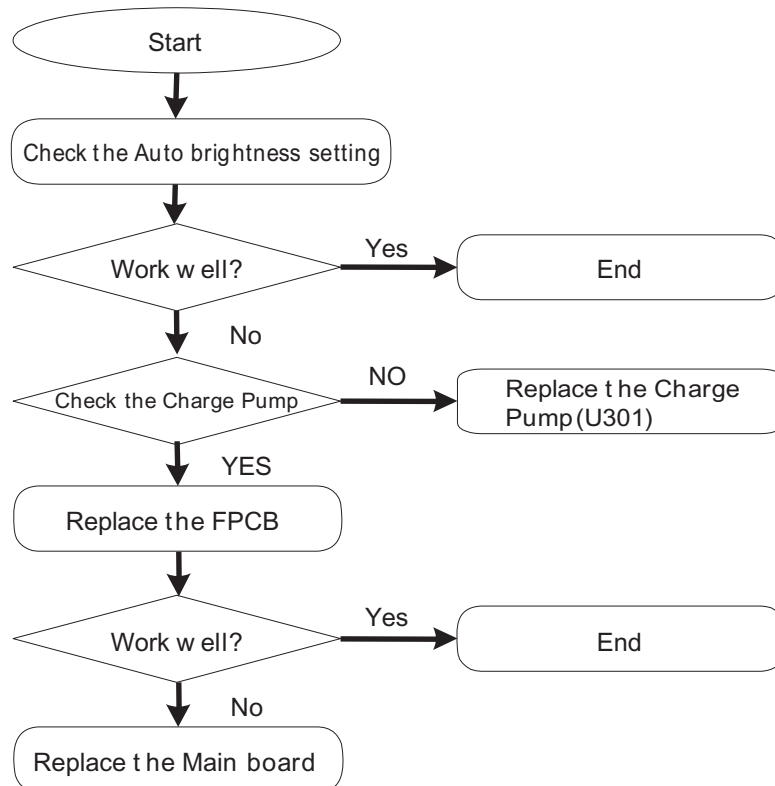 Start
Check the Auto brightness setting
Work well?
Yes
End
No
Check the Charge Pump
NO
Replace the Charge
Pump(U301)
YES
Replace the FPCB
Work well?
Yes
End
No
Replace the Main board